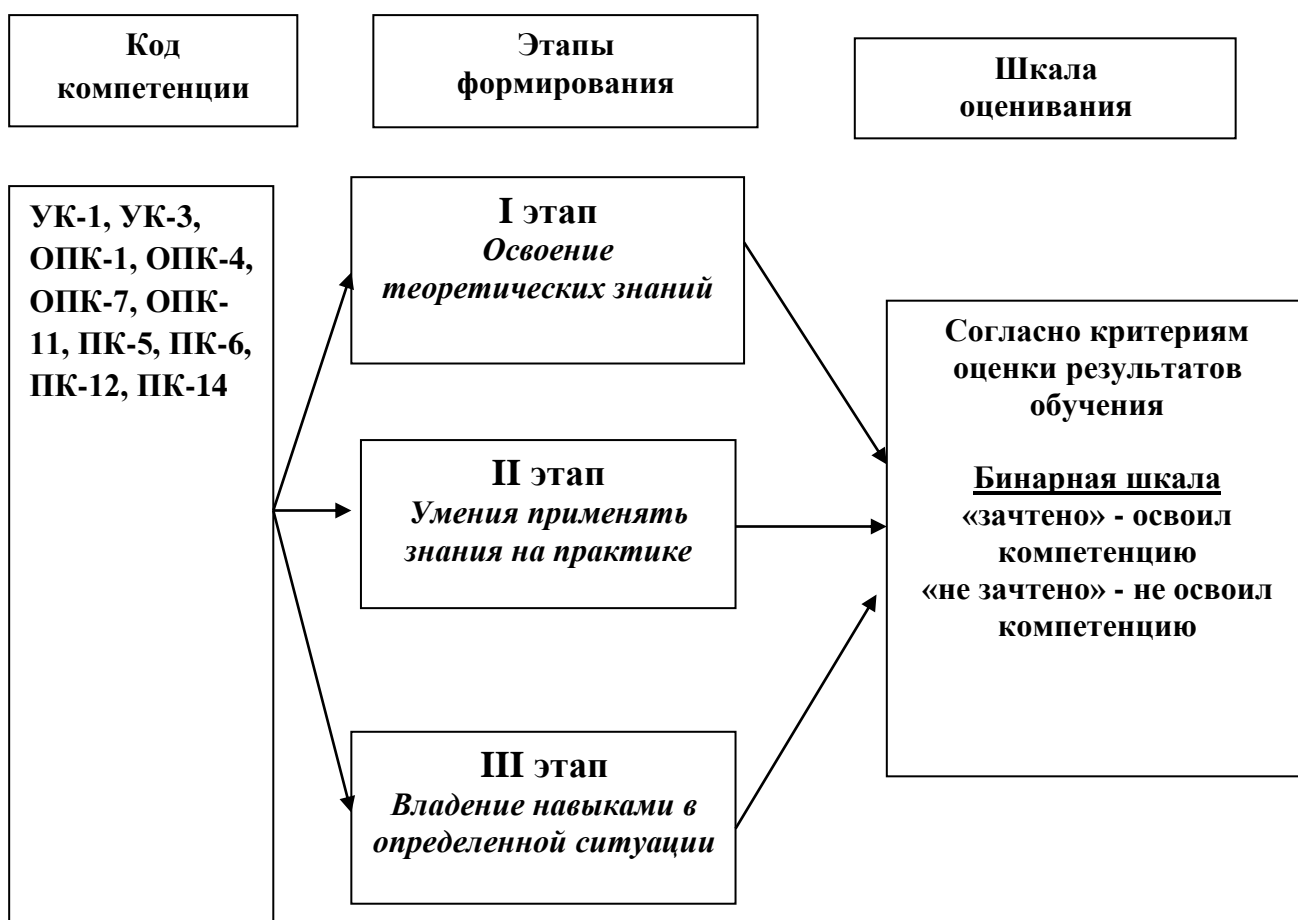 Код
компетенции
Этапы
формирования
Шкала
оценивания
УК-1, УК-3,
ОПК-1, ОПК-4,
ОПК-7, ОПК-
11, ПК-5, ПК-6,
ПК-12, ПК-14
I этап
Освоение
теоретических знаний
II этап
Умения применять
знания на практике
III этап
Владение навыками в
определенной ситуации
Согласно критериям
оценки результатов
обучения
Бинарная шкала
«зачтено» - освоил
компетенцию
«не зачтено» - не освоил
компетенцию